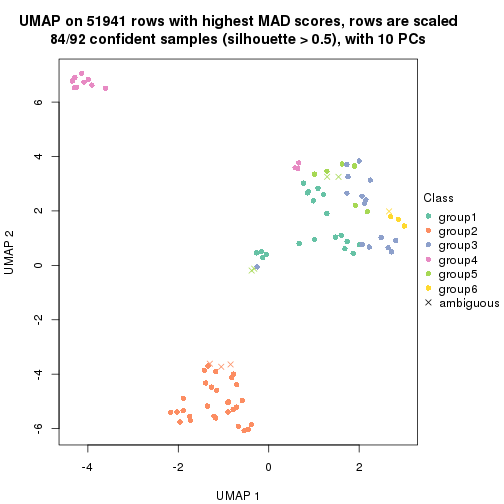 UMAP on 51941 rows with highest MAD scores, rows are scaled
84/92 confident samples (silhouette > 0.5), with 10 PCs
6
4
2
0
-2
-4
-6
UMAP 2
-4
-2
0
2
UMAP 1
Class
group1
group2
group3
group4
group5
group6
ambiguous